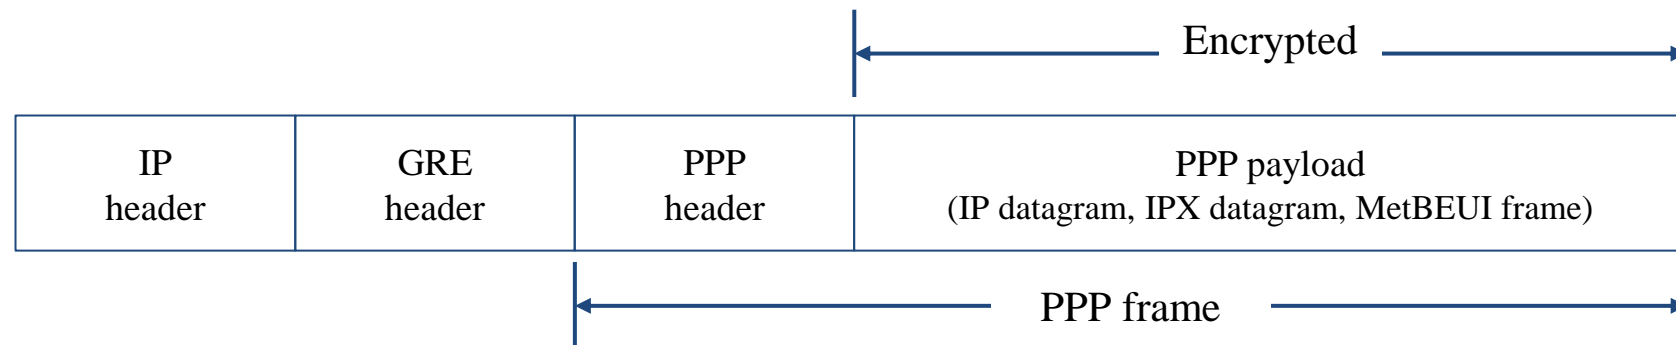 Encrypted
IP
header
GRE
header
PPP
header
PPP payload
(IP datagram, IPX datagram, MetBEUI frame)
PPP frame